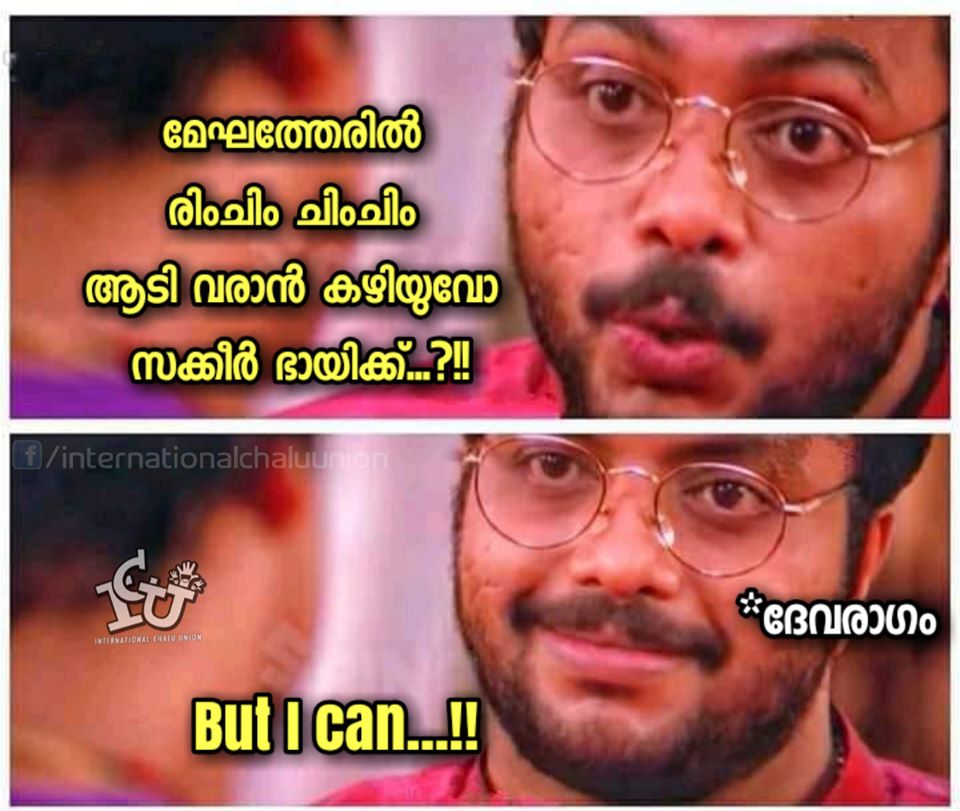 മേഘത്തേരിൽ
രിംചിം ചിംചിം
ആടി വരാൻ കഴിയുവോ
സക്കീർ ഭായിക്ക്...?!!
f/internationalchaluunion
ICU
INTERNATIONAL CHALU UNION
*ദേവരാഗം
But I can...!!